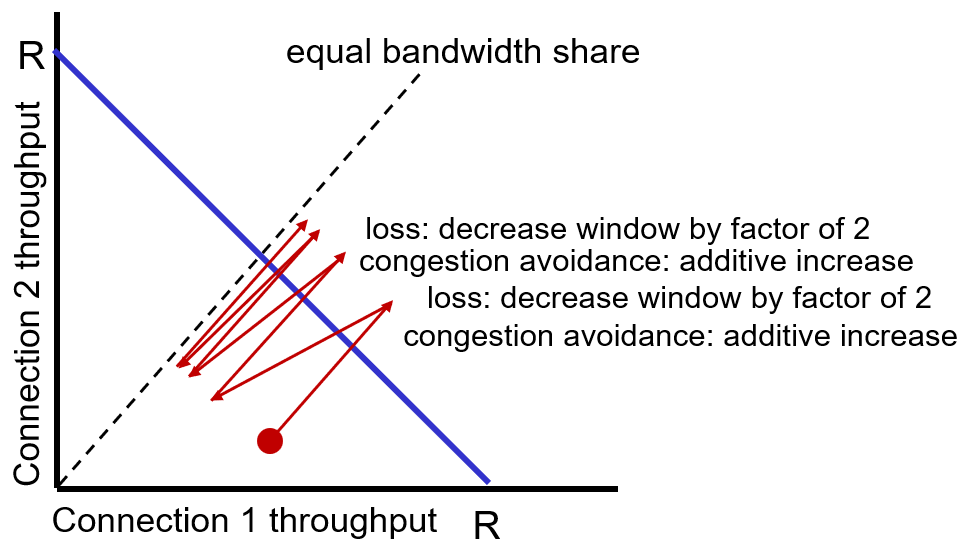 equal bandwidth share
R
Connection 2 throughput
loss: decrease window by factor of 2
congestion avoidance: additive increase
loss: decrease window by factor of 2
congestion avoidance: additive increase
Connection 1 throughput
R